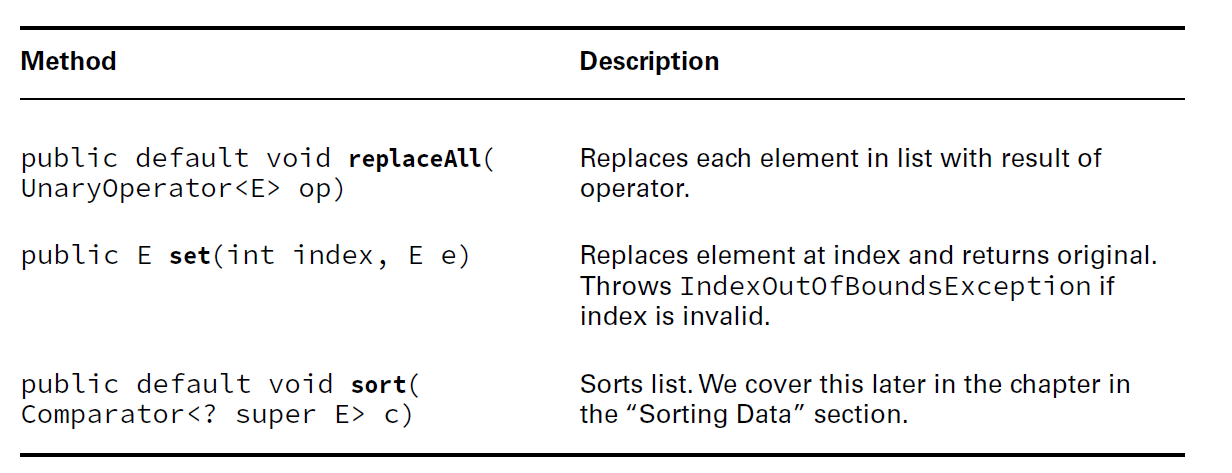 Method Description
public default void replaceAll( Replaces each element in list with result of
UnaryOperator<E> op) operator.
public E set(int index, E e) Replaces element at index and returns original.
Throws IndexOutOfBoundsException if
index is invalid.
public default void sort( Sorts list. We cover this later in the chapter in
Comparator<? super E> c) the “Sorting Data” section.